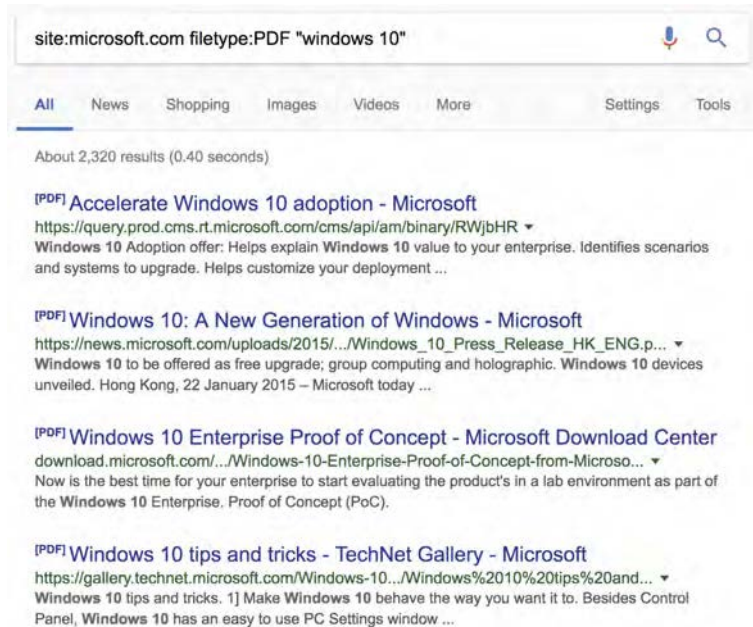 site:microsoft.com filetype:PDF "windows 10"
All News Shopping Images Videos More Settings Tools
About 2,320 results (0.40 seconds)
[PDF] Accelerate Windows 10 adoption - Microsoft
https://query.prod.cms.rt.microsoft.com/cms/api/am/binary/RWjbHR
Windows 10 Adoption offer: Helps explain Windows 10 value to your enterprise. Identifies scenarios
and systems to upgrade. Helps customize your deployment ...
[PDF] Windows 10: A New Generation of Windows - Microsoft
https://news.microsoft.com/uploads/2015/.../Windows_10_Press_Release_HK_ENG.p...
Windows 10 to be offered as free upgrade; group computing and holographic. Windows 10 devices
unveiled. Hong Kong, 22 January 2015 – Microsoft today ...
[PDF] Windows 10 Enterprise Proof of Concept - Microsoft Download Center
download.microsoft.com/.../Windows-10-Enterprise-Proof-of-Concept-from-Microso...
Now is the best time for your enterprise to start evaluating the product's in a lab environment as part of
the Windows 10 Enterprise. Proof of Concept (PoC).
[PDF] Windows 10 tips and tricks - TechNet Gallery - Microsoft
https://gallery.technet.microsoft.com/Windows-10.../Windows%2010%20tips%20and...
Windows 10 tips and tricks. 1] Make Windows 10 behave the way you want it to. Besides Control
Panel, Windows 10 has an easy to use PC Settings window ...